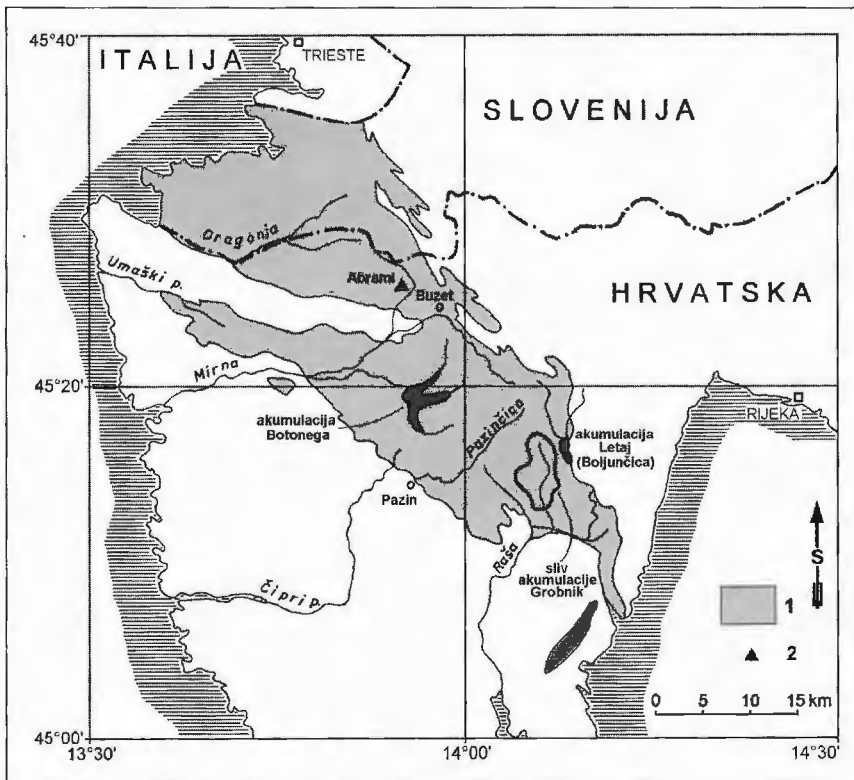 45°40'
ITALIJA
TRIESTE
SLOVENIJA
Dragonja
Umaški p.
Abrami
Buzet
HRVATSKA
Mirna
45°20'
akumulacija
Botonega
Pazinčica
akumulacija
Letaj
(Boljunčica)
RIJEKA
Pazin
Raša
sliv
akumulacije
Grobnik
S
Čipri p.
1
2
0 5 10 15 km
45°00'
13°30'
14°00'
14°30'